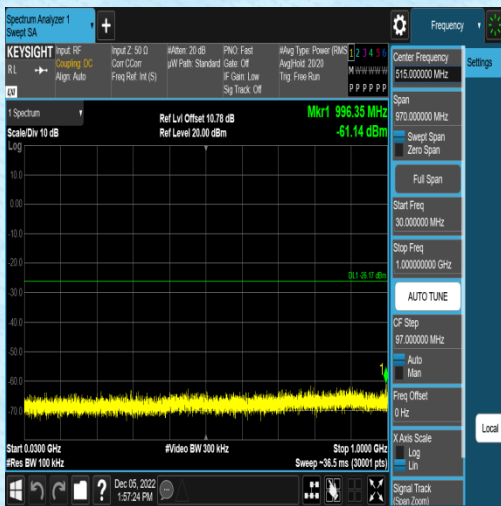 Spectrum Analyzer 1
Swept SA
Frequency
KEYSIGHT
RL
Input: RF
Coupling: DC
Align: Auto
Input Z: 50 Ω
Corr CCorr
Freq Ref: Int (S)
#Atten: 20 dB
µW Path: Standard
PNO: Fast
Gate: Off
IF Gain: Low
Sig Track: Off
#Avg Type: Power (RMS
Avg|Hold: 20/20
Trig: Free Run
1 2 3 4 5 6
M W W W W W
P P P P P P
LXI
1 Spectrum
Scale/Div 10 dB
Ref Lvl Offset 10.78 dB
Ref Level 20.00 dBm
Mkr1 996.35 MHz
-61.14 dBm
Log
10.0
0.00
-10.0
-20.0
-30.0
-40.0
-50.0
-60.0
-70.0
DL1 -26.17 dBm
1
Start 0.0300 GHz
#Res BW 100 kHz
#Video BW 300 kHz
Stop 1.0000 GHz
Sweep ~36.5 ms (30001 pts)
Dec 05, 2022
1:57:24 PM
Center Frequency
515.000000 MHz
Settings
Span
970.000000 MHz
Swept Span
Zero Span
Full Span
Start Freq
30.000000 MHz
Stop Freq
1.000000000 GHz
AUTO TUNE
CF Step
97.000000 MHz
Auto
Man
Freq Offset
0 Hz
X Axis Scale
Log
Lin
Local
Signal Track
(Span Zoom)